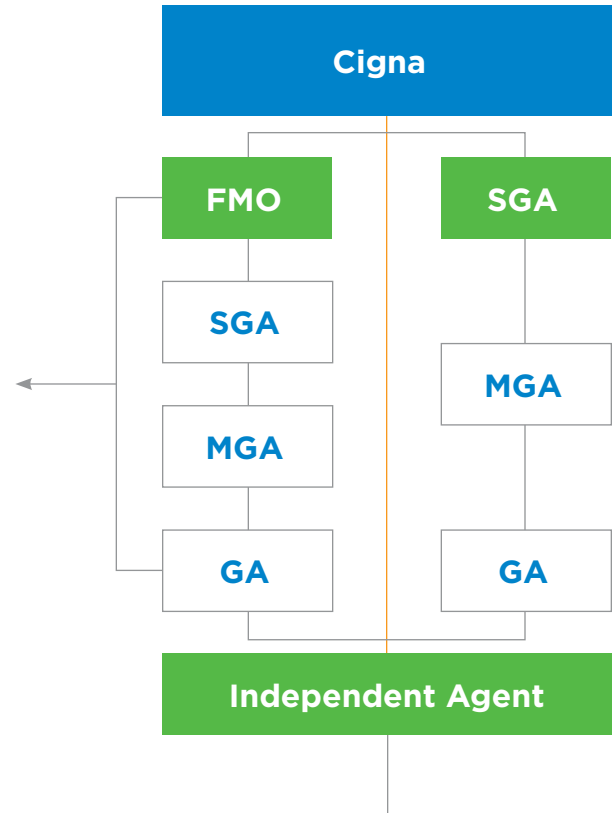 Cigna
FMO
SGA
SGA
MGA
MGA
GA
GA
Independent Agent